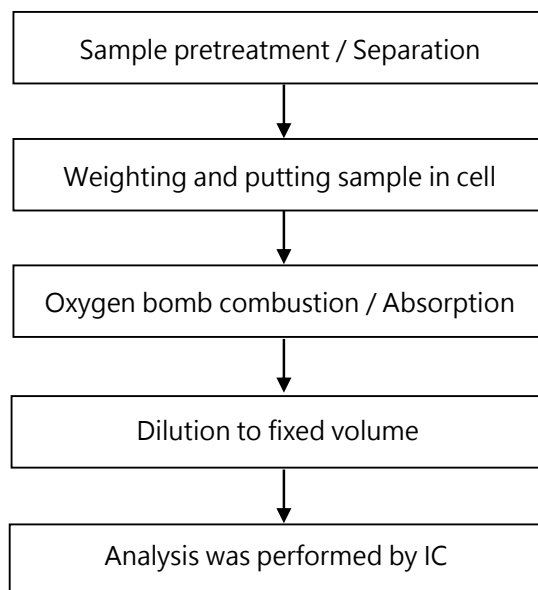 Sample pretreatment / Separation
Weighting and putting sample in cell
Oxygen bomb combustion / Absorption
Dilution to fixed volume
Analysis was performed by IC